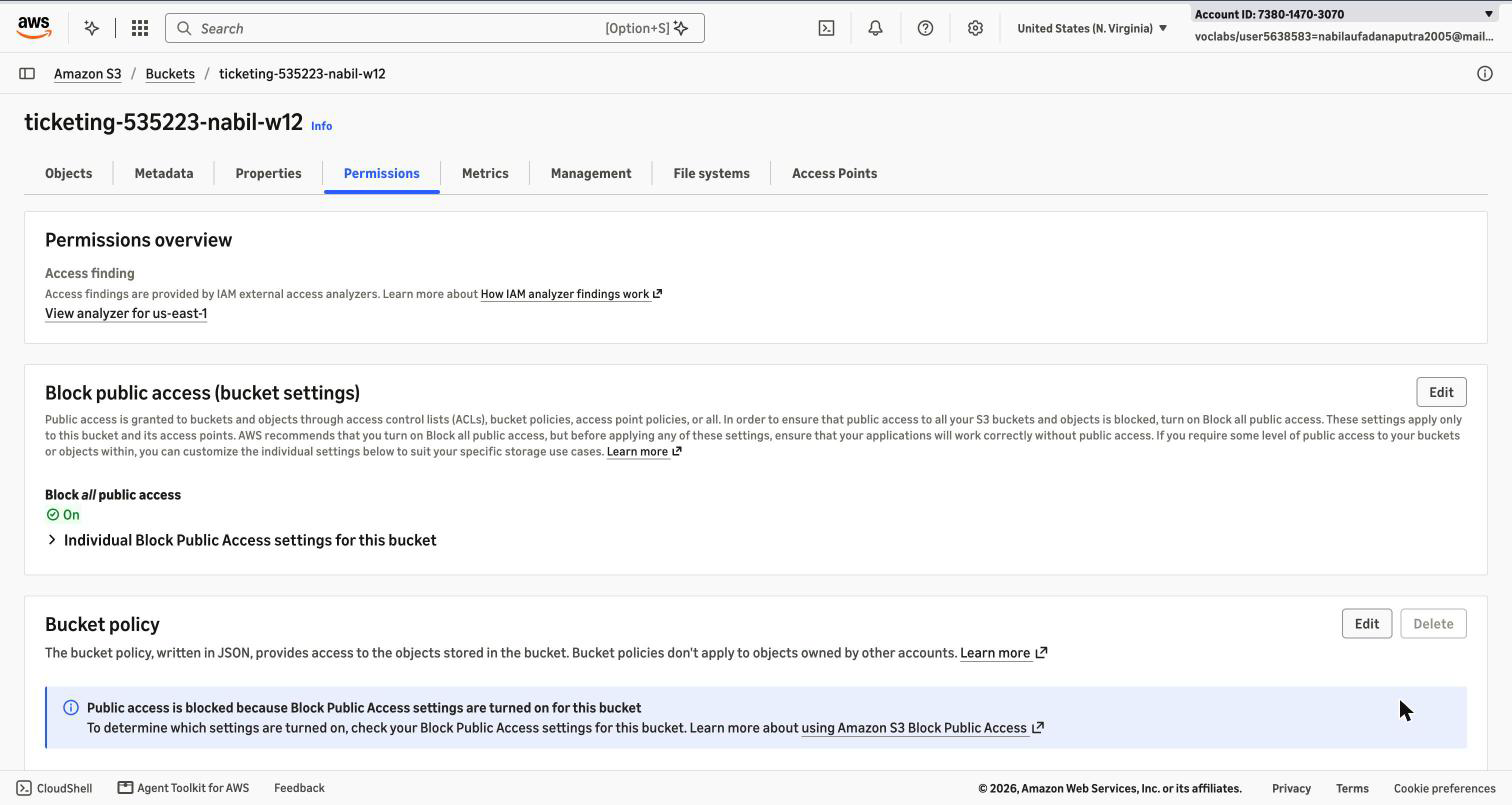 aws
Search
[Option+S]
United States (N. Virginia)
Account ID: 7380-1470-3070
voclabs/user5638583=nabilaufadanaputra2005@mail...
Amazon S3 / Buckets / ticketing-535223-nabil-w12
ticketing-535223-nabil-w12 Info
Objects
Metadata
Properties
Permissions
Metrics
Management
File systems
Access Points
Permissions overview
Access finding
Access findings are provided by IAM external access analyzers. Learn more about How IAM analyzer findings work
View analyzer for us-east-1
Block public access (bucket settings)
Edit
Public access is granted to buckets and objects through access control lists (ACLs), bucket policies, access point policies, or all. In order to ensure that public access to all your S3 buckets and objects is blocked, turn on Block all public access. These settings apply only
to this bucket and its access points. AWS recommends that you turn on Block all public access, but before applying any of these settings, ensure that your applications will work correctly without public access. If you require some level of public access to your buckets
or objects within, you can customize the individual settings below to suit your specific storage use cases. Learn more
Block all public access
On
Individual Block Public Access settings for this bucket
Bucket policy
Edit
Delete
The bucket policy, written in JSON, provides access to the objects stored in the bucket. Bucket policies don't apply to objects owned by other accounts. Learn more
Public access is blocked because Block Public Access settings are turned on for this bucket
To determine which settings are turned on, check your Block Public Access settings for this bucket. Learn more about using Amazon S3 Block Public Access
CloudShell
Agent Toolkit for AWS
Feedback
© 2026, Amazon Web Services, Inc. or its affiliates.
Privacy
Terms
Cookie preferences